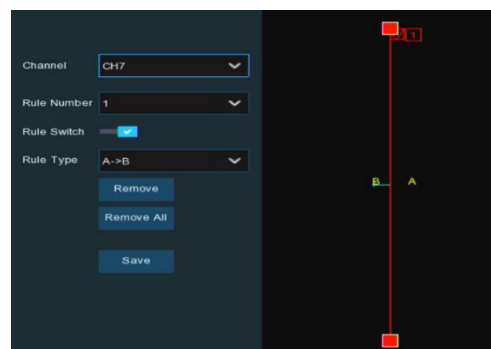 Channel CH7
Rule Number 1
Rule Switch
Rule Type A->B
Remove
Remove All
Save
1
B A